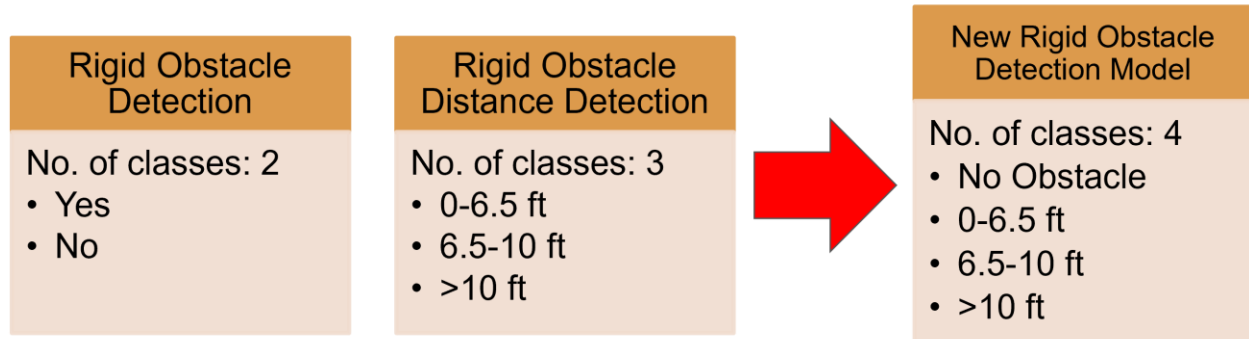 Rigid Obstacle
Detection
No. of classes: 2
• Yes
• No
Rigid Obstacle
Distance Detection
No. of classes: 3
• 0-6.5 ft
• 6.5-10 ft
• >10 ft
New Rigid Obstacle
Detection Model
No. of classes: 4
• No Obstacle
• 0-6.5 ft
• 6.5-10 ft
• >10 ft